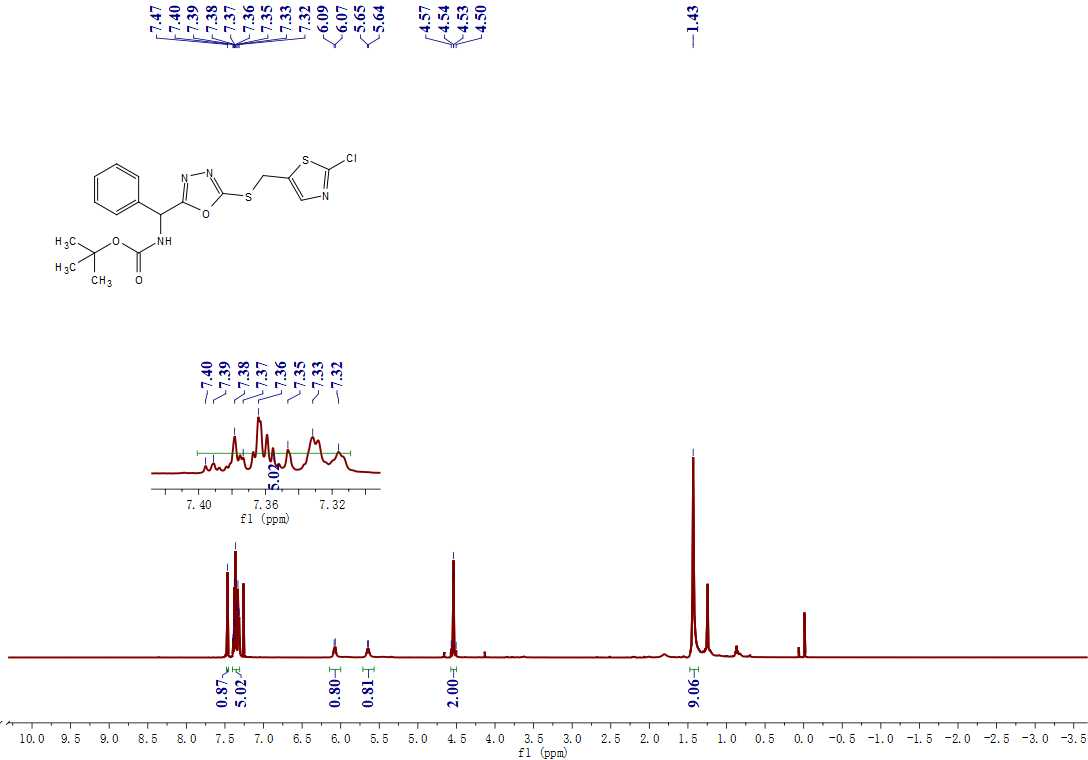 7.47
7.40
7.39
7.38
7.37
7.36
7.35
7.33
7.32
6.09
6.07
5.65
5.64
4.57
4.54
4.53
4.50
1.43
S
Cl
N
N
N
S
O
NH
O
O
H3C
H3C
CH3
7.40
7.39
7.38
7.37
7.36
7.35
7.33
7.32
5.02
7.40 7.36 7.32
f1 (ppm)
0.87
5.02
0.80
0.81
2.00
9.06
10.0 9.5 9.0 8.5 8.0 7.5 7.0 6.5 6.0 5.5 5.0 4.5 4.0 3.5 3.0 2.5 2.0 1.5 1.0 0.5 0.0 -0.5 -1.0 -1.5 -2.0 -2.5 -3.0 -3.5
f1 (ppm)